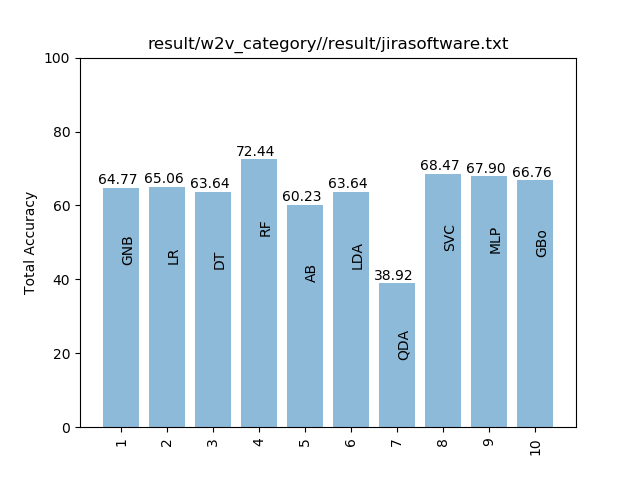 result/w2v_category//result/jirasoftware.txt
Total Accuracy
100
80
60
40
20
0
64.77
65.06
63.64
72.44
60.23
63.64
38.92
68.47
67.90
66.76
GNB
LR
DT
RF
AB
LDA
QDA
SVC
MLP
GBo
1
2
3
4
5
6
7
8
9
10